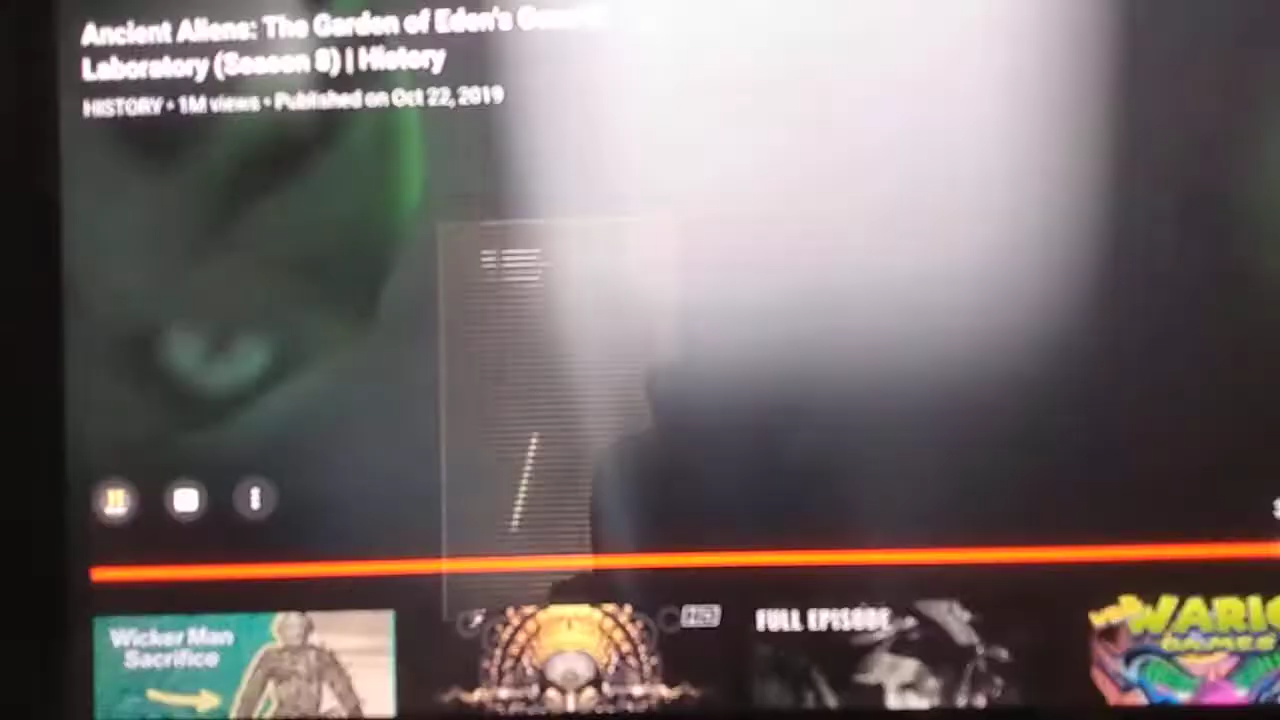 Ancient Aliens: The Garden of Eden's
Laboratory (Season 8) | History
HISTORY • 1M views • Published on Oct 22, 2019
Wicker Man
Sacrifice
FULL EPISODE
GAMES